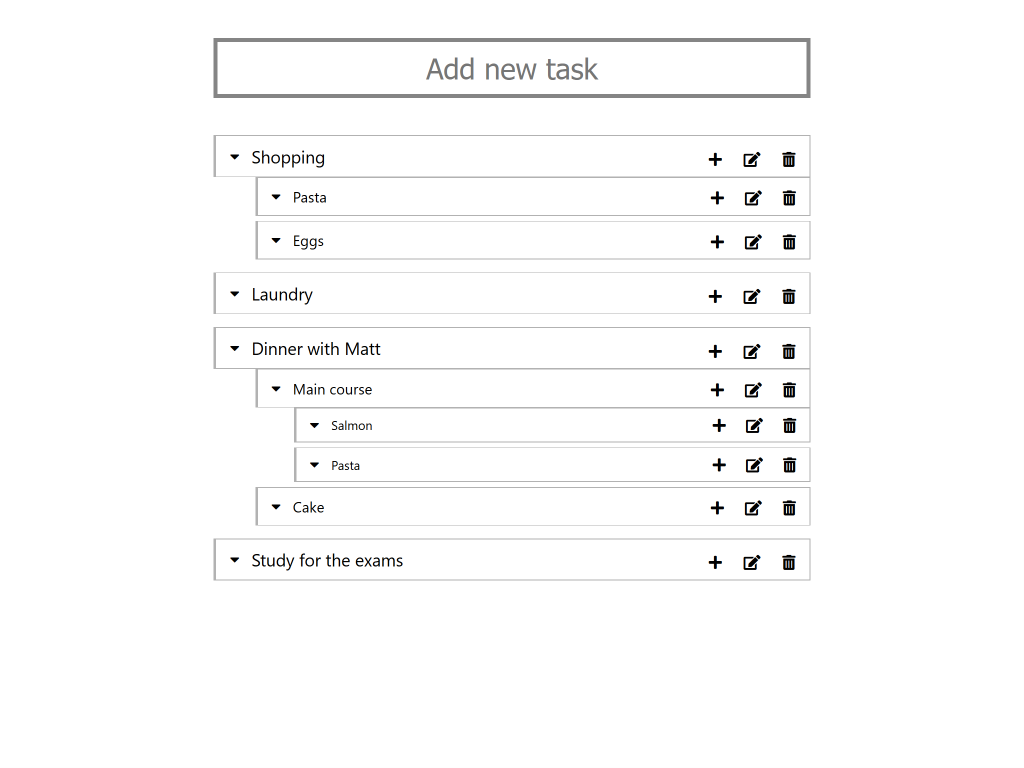 Add new task
Shopping
Pasta
Eggs
Laundry
Dinner with Matt
Main course
Salmon
Pasta
Cake
Study for the exams